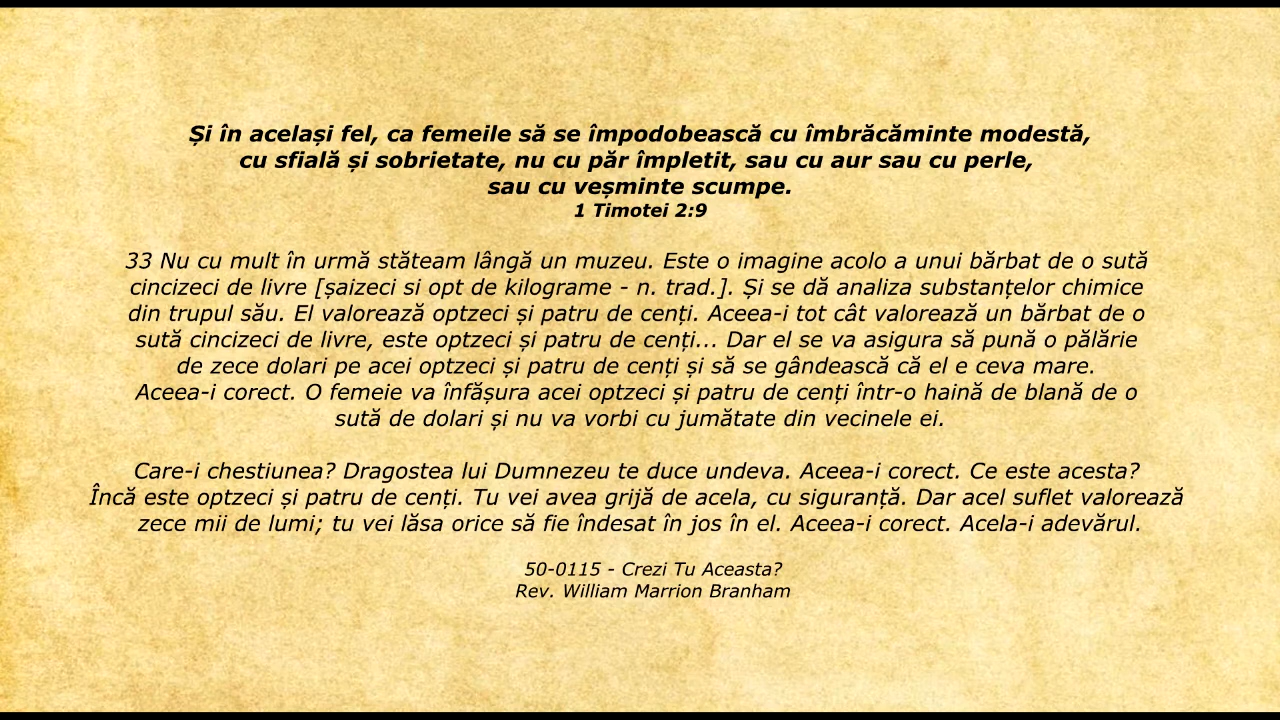 Și în același fel, ca femeile să se împodobească cu îmbrăcăminte modestă,
cu sfială și sobrietate, nu cu păr împletit, sau cu aur sau cu perle,
sau cu veșminte scumpe.
1 Timotei 2:9
33 Nu cu mult în urmă stăteam lângă un muzeu. Este o imagine acolo a unui bărbat de o sută
cincizeci de livre [șaizeci si opt de kilograme - n. trad.]. Și se dă analiza substanțelor chimice
din trupul său. El valorează optzeci și patru de cenți. Aceea-i tot cât valorează un bărbat de o
sută cincizeci de livre, este optzeci și patru de cenți... Dar el se va asigura să pună o pălărie
de zece dolari pe acei optzeci și patru de cenți și să se gândească că el e ceva mare.
Aceea-i corect. O femeie va înfășura acei optzeci și patru de cenți într-o haină de blană de o
sută de dolari și nu va vorbi cu jumătate din vecinele ei.
Care-i chestiunea? Dragostea lui Dumnezeu te duce undeva. Aceea-i corect. Ce este acesta?
Încă este optzeci și patru de cenți. Tu vei avea grijă de acela, cu siguranță. Dar acel suflet valorează
zece mii de lumi; tu vei lăsa orice să fie îndesat în jos în el. Aceea-i corect. Acela-i adevărul.
50-0115 - Crezi Tu Aceasta?
Rev. William Marrion Branham